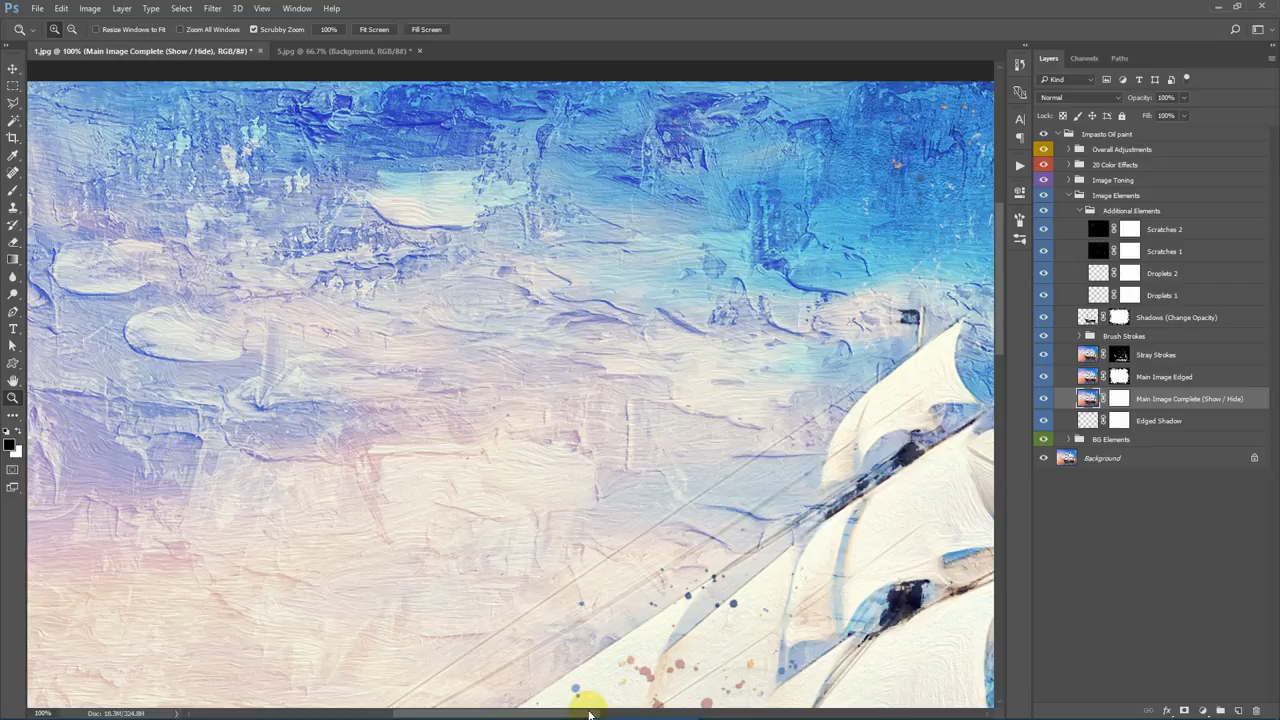 Ps File Edit Image Layer Type Select Filter 3D View Window Help
Resize Windows to Fit Zoom All Windows Scrubby Zoom 100% Fit Screen Fill Screen
1.jpg @ 100% (Main Image Complete (Show / Hide), RGB/8#) * × 5.jpg @ 66.7% (Background, RGB/8#) * ×
Layers Channels Paths
Kind
Normal Opacity: 100%
Lock: Fill: 100%
Impasto Oil paint
Overall Adjustments
20 Color Effects
Image Toning
Image Elements
Additional Elements
Scratches 2
Scratches 1
Droplets 2
Droplets 1
Shadows (Change Opacity)
Brush Strokes
Stray Strokes
Main Image Edged
Main Image Complete (Show / Hide)
Edged Shadow
BG Elements
Background
100% Doc: 18.3M/224.8M